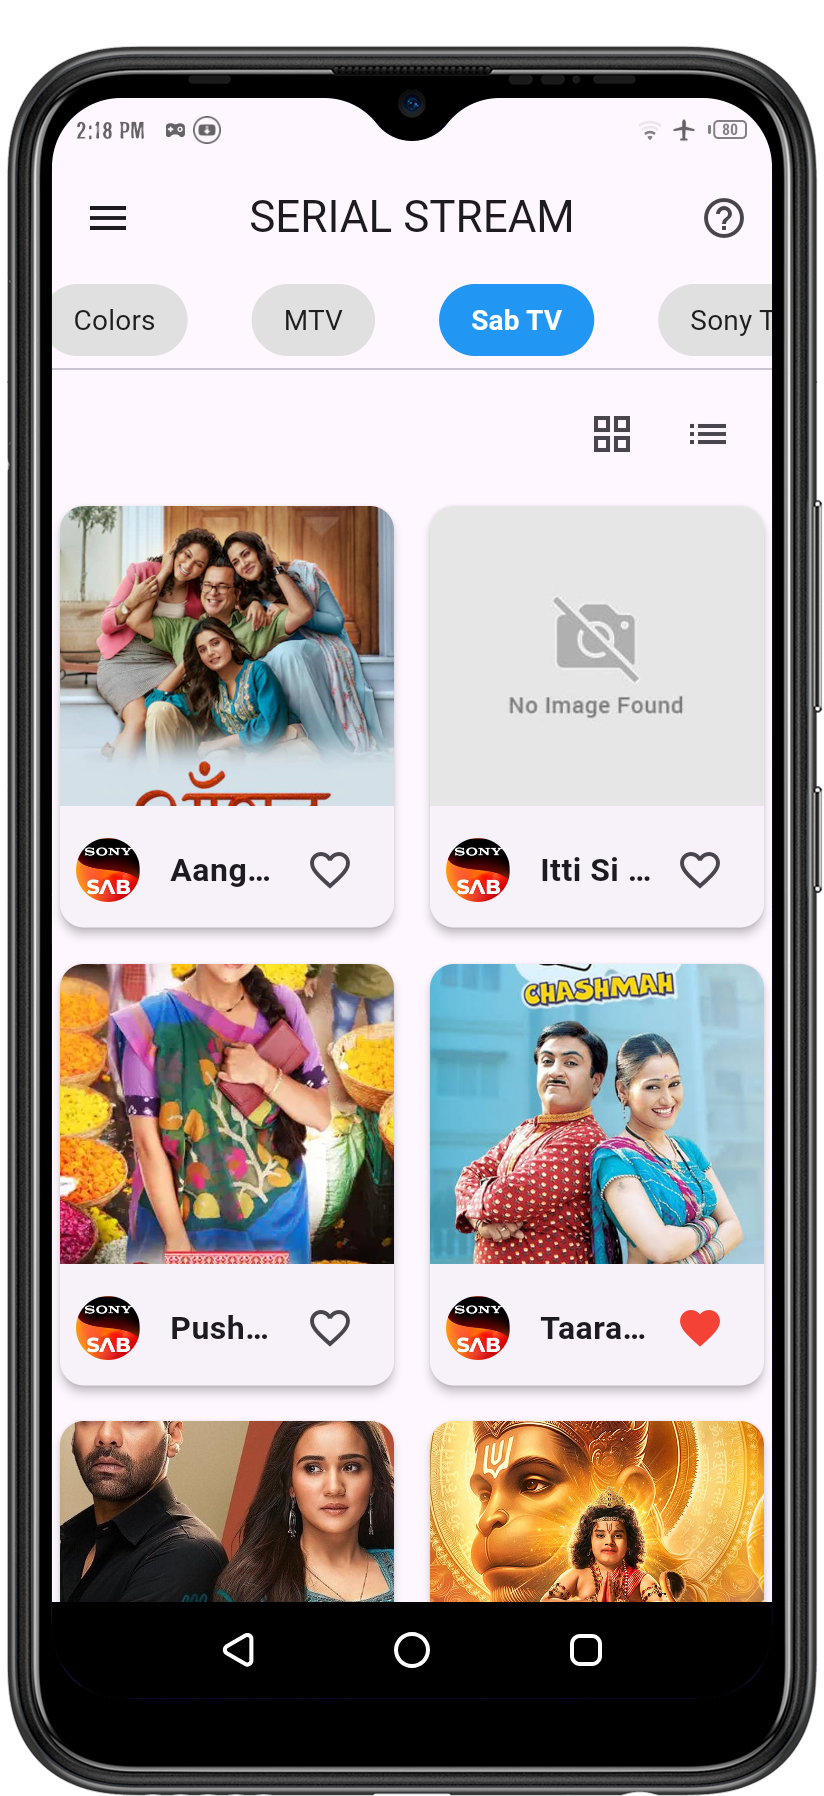 2:18 PM
80
SERIAL STREAM
Colors
MTV
Sab TV
Sony T
No Image Found
SONY
SAB
Aang...
SONY
SAB
Itti Si ...
CHASHMAH
SONY
SAB
Push...
SONY
SAB
Taara...